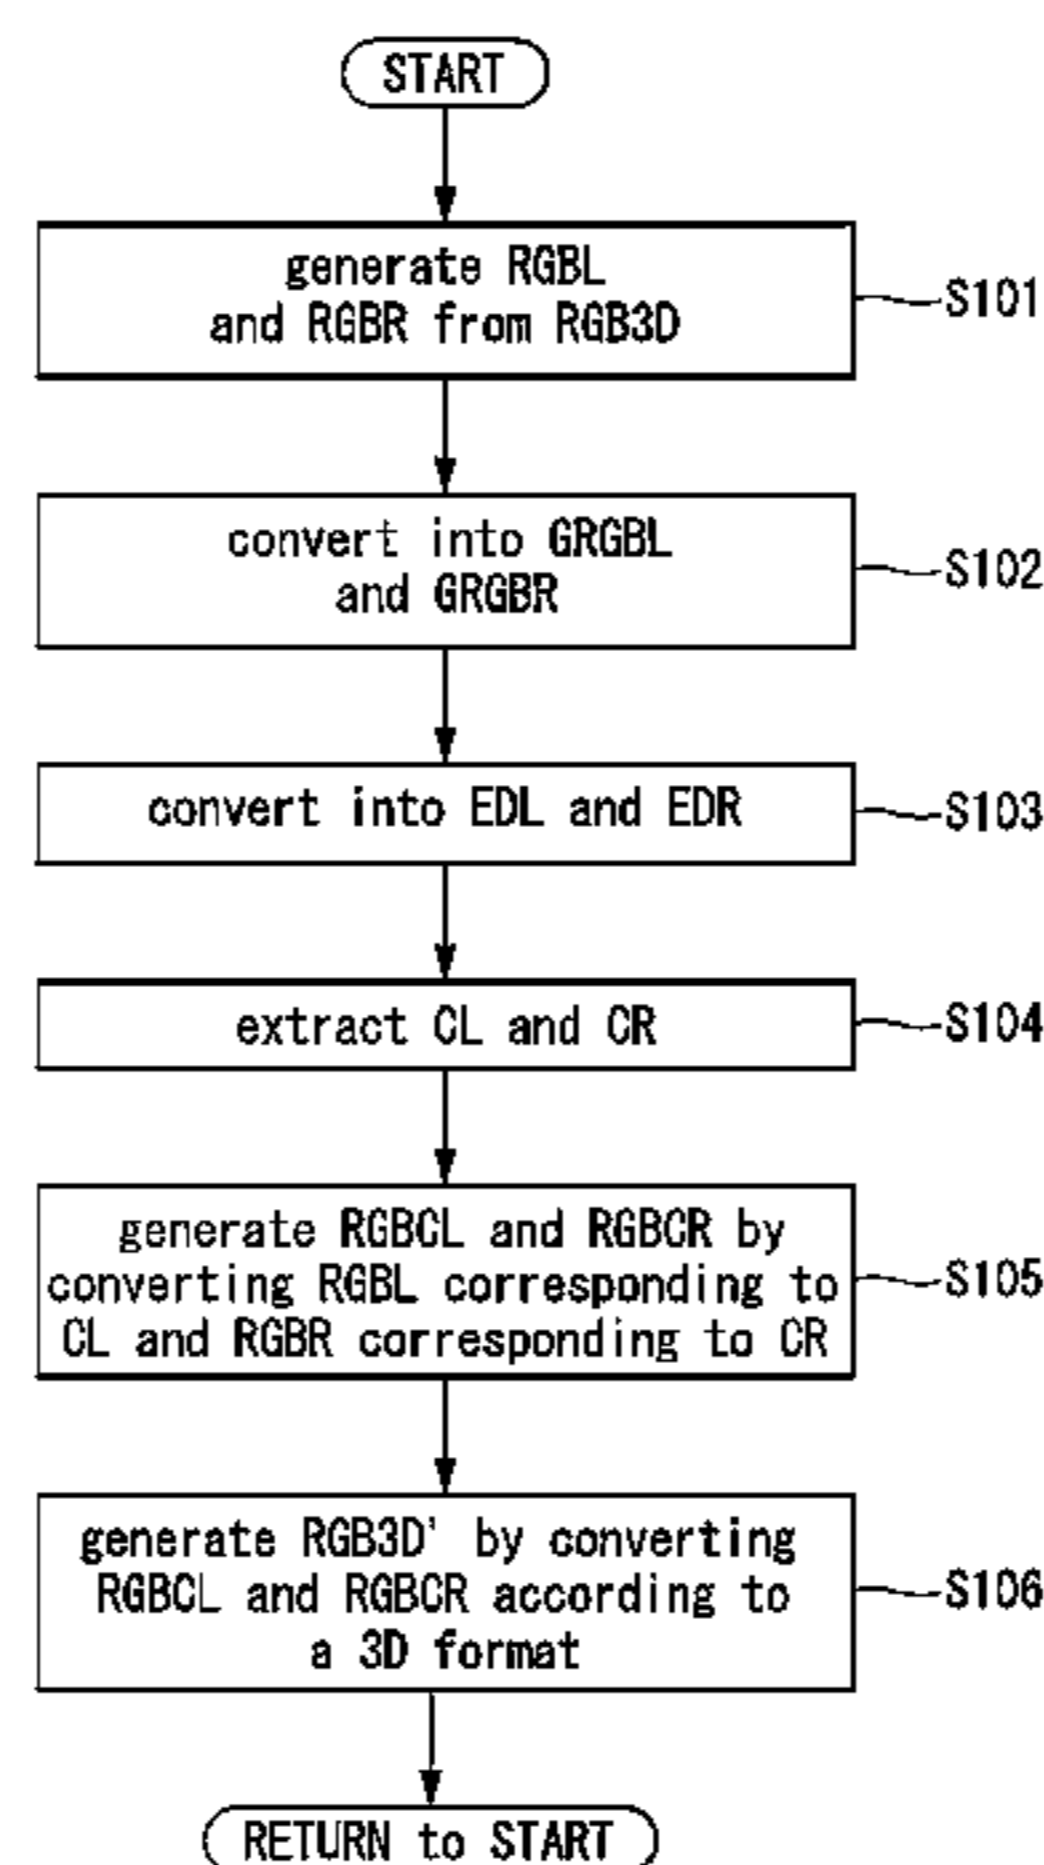 START
generate RGBL
and RGBR from RGB3D
S101
convert into GRGBL
and GRGBR
S102
convert into EDL and EDR
S103
extract CL and CR
S104
generate RGBCL and RGBCR by
converting RGBL corresponding to
CL and RGBR corresponding to CR
S105
generate RGB3D' by converting
RGBCL and RGBCR according to
a 3D format
S106
RETURN to START